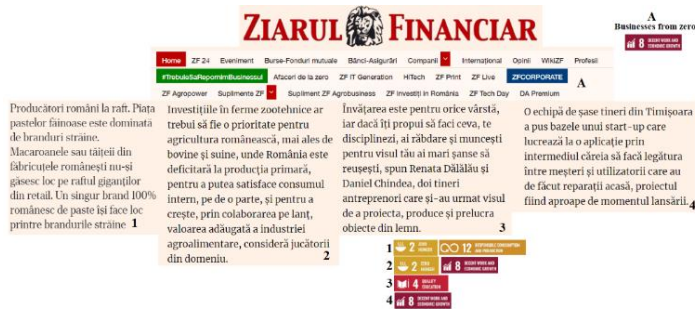 ZIARUL FINANCIAR
A
Businesses from zero
8 DECENT WORK AND
ECONOMIC GROWTH
Home ZF 24 Eveniment Burse-Fonduri mutuale Bănci-Asigurări Companii Internaţional Opinii WikiZF Profesii
#TrebuieSaRepornimBusinessul Afaceri de la zero ZF IT Generation HiTech ZF Print ZF Live ZFCORPORATE A
ZF Agropower Suplimente ZF Supliment ZF Agrobusiness ZF Investiţi în România ZF Tech Day DA Premium
Producători români la raft. Piaţa
pastelor făinoase este dominată
de branduri străine.
Macaroanele sau tăiţeii din
făbricuţele româneşti nu-şi
găsesc loc pe raftul giganţilor
din retail. Un singur brand 100%
românesc de paste îşi face loc
printre brandurile străine 1
Investiţiile în ferme zootehnice ar
trebui să fie o prioritate pentru
agricultura românească, mai ales de
bovine şi suine, unde România este
deficitară la producţia primară,
pentru a putea satisface consumul
intern, pe de o parte, şi pentru a
creşte, prin colaborarea pe lanţ,
valoarea adăugată a industriei
agroalimentare, consideră jucătorii
din domeniu. 2
Învăţarea este pentru orice vârstă,
iar dacă îţi propui să faci ceva, te
disciplinezi, ai răbdare şi munceşti
pentru visul tău ai mari şanse să
reuşeşti, spun Renata Dălălău şi
Daniel Chindea, doi tineri
antreprenori care şi-au urmat visul
de a proiecta, produce şi prelucra
obiecte din lemn. 3
O echipă de şase tineri din Timişoara
a pus bazele unui start-up care
lucrează la o aplicaţie prin
intermediul căreia să facă legătura
între meşteri şi utilizatorii care au
de făcut reparaţii acasă, proiectul
fiind aproape de momentul lansării. 4
1 2 ZERO HUNGER 12 RESPONSIBLE CONSUMPTION AND PRODUCTION
2 2 ZERO HUNGER 8 DECENT WORK AND ECONOMIC GROWTH
3 4 QUALITY EDUCATION
4 8 DECENT WORK AND ECONOMIC GROWTH